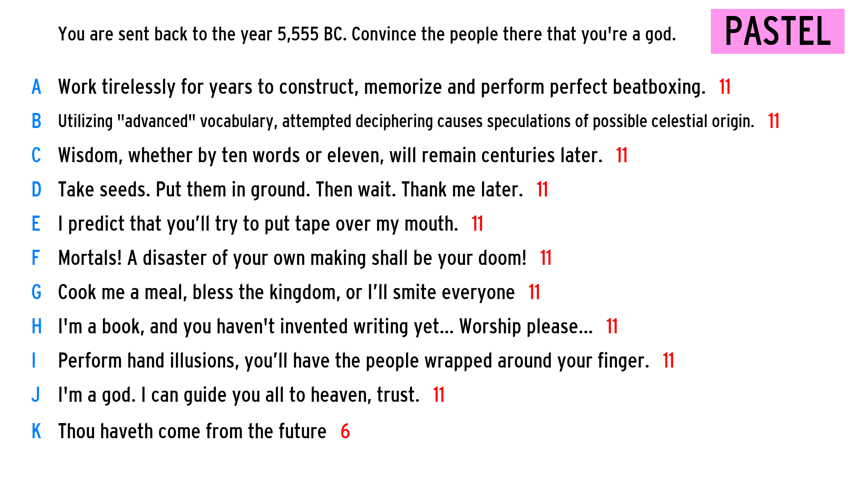 You are sent back to the year 5,555 BC. Convince the people there that you're a god.
PASTEL
A Work tirelessly for years to construct, memorize and perform perfect beatboxing. 11
B Utilizing "advanced" vocabulary, attempted deciphering causes speculations of possible celestial origin. 11
C Wisdom, whether by ten words or eleven, will remain centuries later. 11
D Take seeds. Put them in ground. Then wait. Thank me later. 11
E I predict that you’ll try to put tape over my mouth. 11
F Mortals! A disaster of your own making shall be your doom! 11
G Cook me a meal, bless the kingdom, or I’ll smite everyone 11
H I'm a book, and you haven't invented writing yet... Worship please... 11
I Perform hand illusions, you’ll have the people wrapped around your finger. 11
J I'm a god. I can guide you all to heaven, trust. 11
K Thou haveth come from the future 6